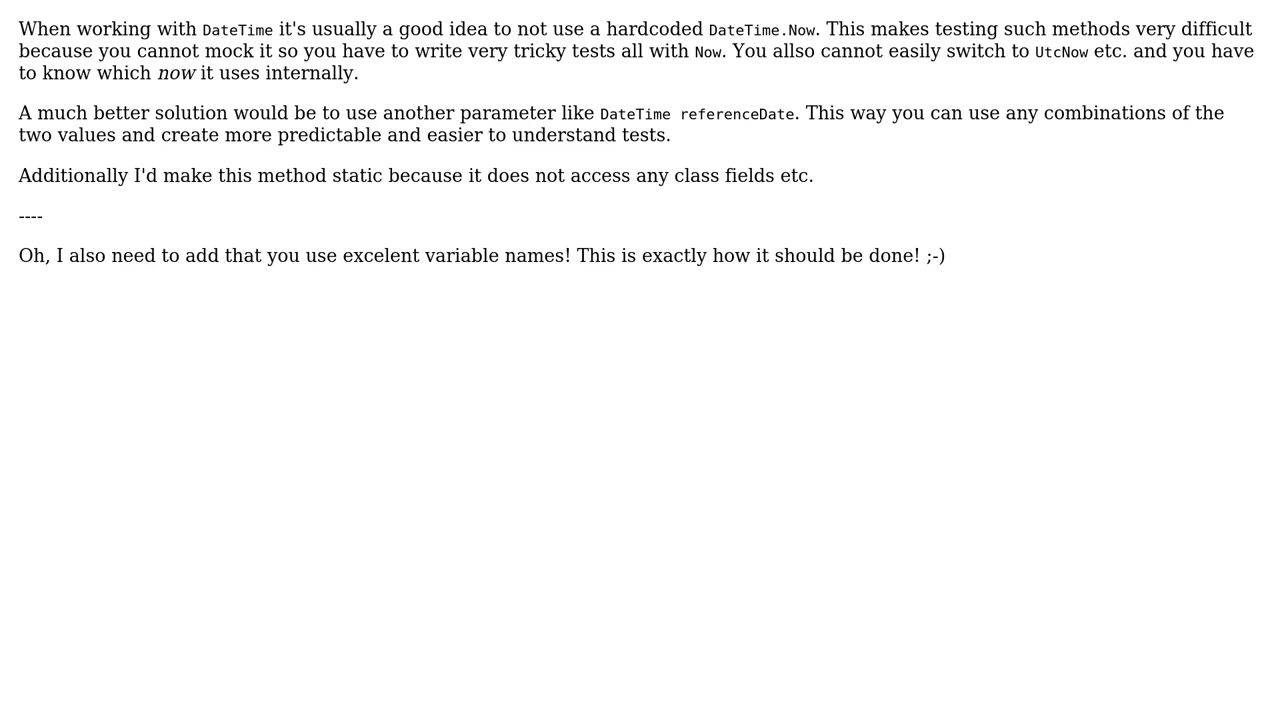 When working with DateTime it's usually a good idea to not use a hardcoded DateTime.Now. This makes testing such methods very difficult
because you cannot mock it so you have to write very tricky tests all with Now. You allso cannot easily switch to UtcNow etc. and you have
to know which now it uses internally.
A much better solution would be to use another parameter like DateTime referenceDate. This way you can use any combinations of the
two values and create more predictable and easier to understand tests.
Additionally I'd make this method static because it does not access any class fields etc.
----
Oh, I also need to add that you use excelent variable names! This is exactly how it should be done! ;-)